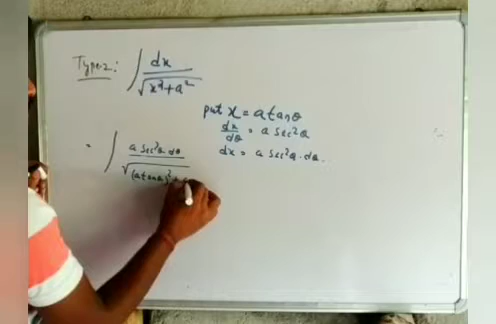 Type-2: ∫ dx / √(x²+a²)
put x = a tanθ
dx/dθ = a sec²θ
dx = a sec²θ · dθ
= ∫ a sec²θ dθ / √((a tanθ)²+